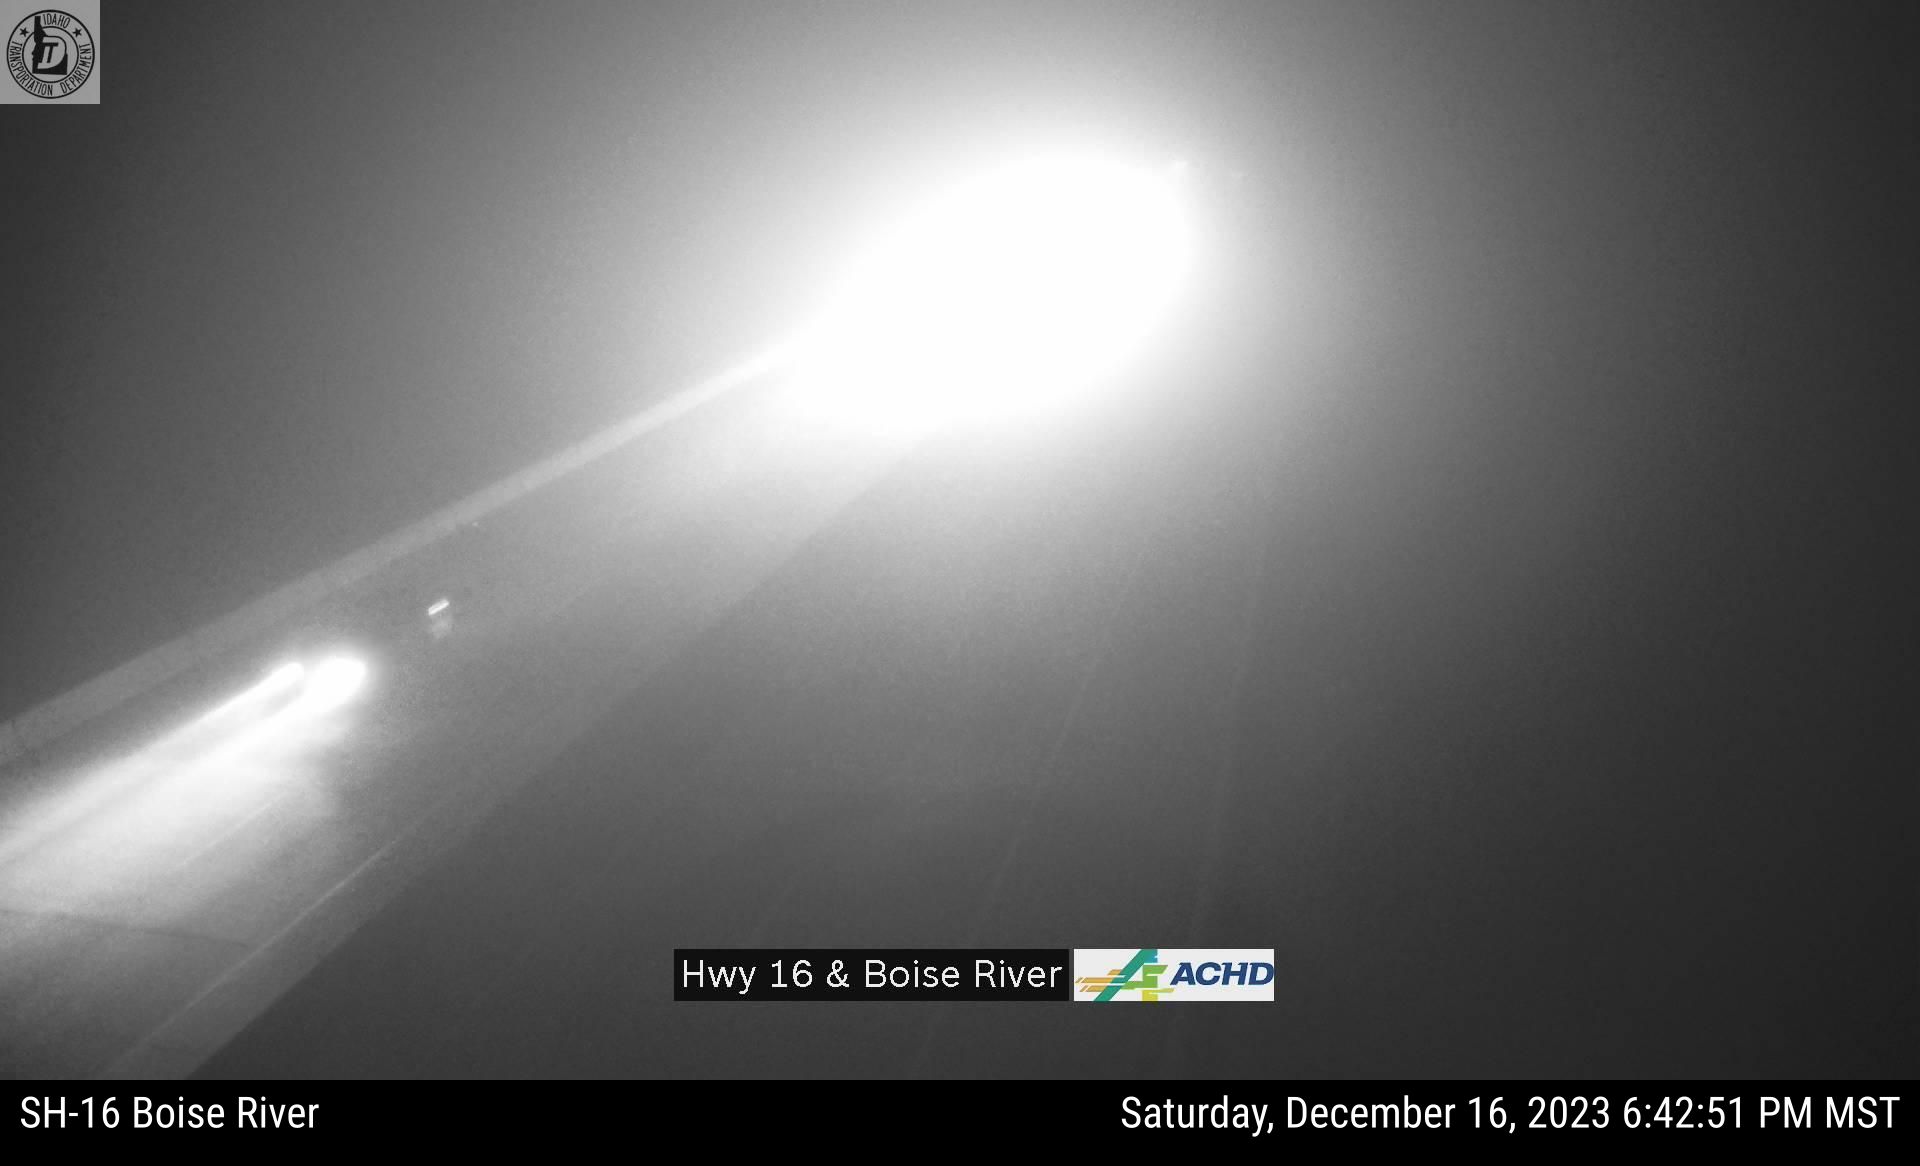 IDAHO
TRANSPORTATION DEPARTMENT
Hwy 16 & Boise River
ACHD
SH-16 Boise River
Saturday, December 16, 2023 6:42:51 PM MST